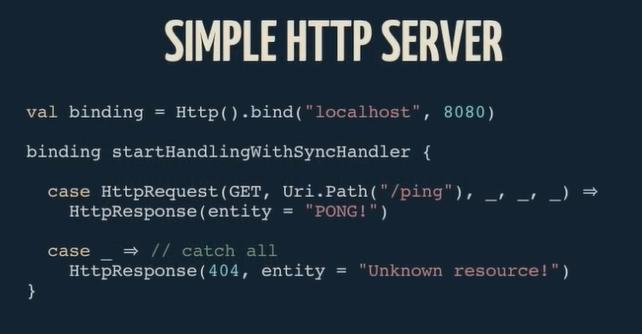 SIMPLE HTTP SERVER
val binding = Http().bind("localhost", 8080)
binding startHandlingWithSyncHandler {
case HttpRequest(GET, Uri.Path("/ping"), _, _, _) ⇒
HttpResponse(entity = "PONG!")
case _ ⇒ // catch all
HttpResponse(404, entity = "Unknown resource!")
}